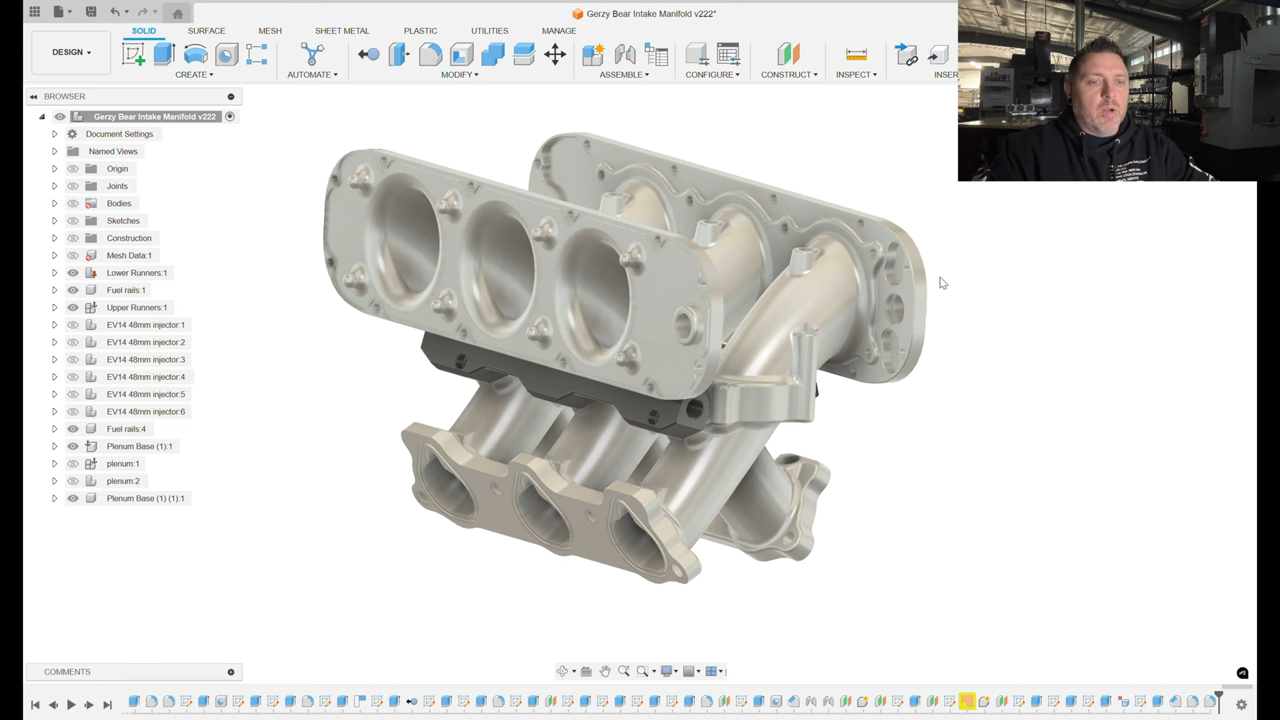 Gerzy Bear Intake Manifold v222*
SOLID SURFACE MESH SHEET METAL PLASTIC UTILITIES MANAGE
DESIGN
CREATE AUTOMATE MODIFY ASSEMBLE CONFIGURE CONSTRUCT INSPECT INSER
BROWSER
Gerzy Bear Intake Manifold v222
Document Settings
Named Views
Origin
Joints
Bodies
Sketches
Construction
Mesh Data:1
Lower Runners:1
Fuel rails:1
Upper Runners:1
EV14 48mm injector:1
EV14 48mm injector:2
EV14 48mm injector:3
EV14 48mm injector:4
EV14 48mm injector:5
EV14 48mm injector:6
Fuel rails:4
Plenum Base (1):1
plenum:1
plenum:2
Plenum Base (1) (1):1
COMMENTS